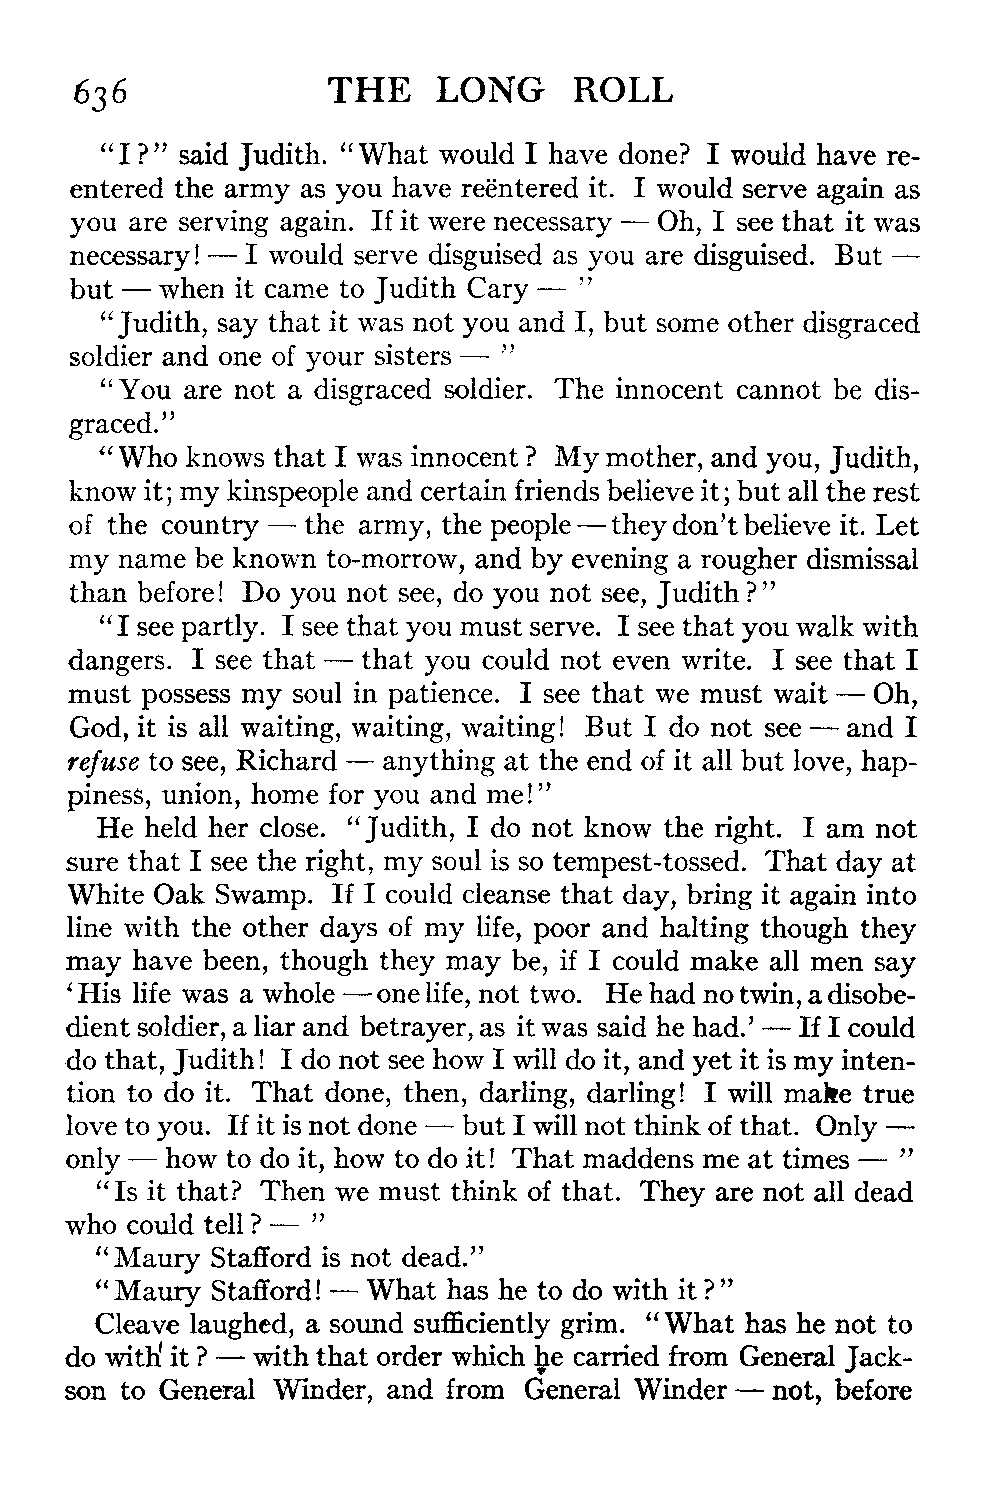 636 THE LONG ROLL
"I?" said Judith. "What would I have done? I would have re-
entered the army as you have reëntered it. I would serve again as
you are serving again. If it were necessary — Oh, I see that it was
necessary! — I would serve disguised as you are disguised. But —
but — when it came to Judith Cary — "
"Judith, say that it was not you and I, but some other disgraced
soldier and one of your sisters — "
"You are not a disgraced soldier. The innocent cannot be dis-
graced."
"Who knows that I was innocent? My mother, and you, Judith,
know it; my kinspeople and certain friends believe it; but all the rest
of the country — the army, the people — they don't believe it. Let
my name be known to-morrow, and by evening a rougher dismissal
than before! Do you not see, do you not see, Judith?"
"I see partly. I see that you must serve. I see that you walk with
dangers. I see that — that you could not even write. I see that I
must possess my soul in patience. I see that we must wait — Oh,
God, it is all waiting, waiting, waiting! But I do not see — and I
refuse to see, Richard — anything at the end of it all but love, hap-
piness, union, home for you and me!"
He held her close. "Judith, I do not know the right. I am not
sure that I see the right, my soul is so tempest-tossed. That day at
White Oak Swamp. If I could cleanse that day, bring it again into
line with the other days of my life, poor and halting though they
may have been, though they may be, if I could make all men say
'His life was a whole — one life, not two. He had no twin, a disobe-
dient soldier, a liar and betrayer, as it was said he had.' — If I could
do that, Judith! I do not see how I will do it, and yet it is my inten-
tion to do it. That done, then, darling, darling! I will make true
love to you. If it is not done — but I will not think of that. Only —
only — how to do it, how to do it! That maddens me at times — "
"Is it that? Then we must think of that. They are not all dead
who could tell? — "
"Maury Stafford is not dead."
"Maury Stafford! — What has he to do with it?"
Cleave laughed, a sound sufficiently grim. "What has he not to
do with it? — with that order which he carried from General Jack-
son to General Winder, and from General Winder — not, before